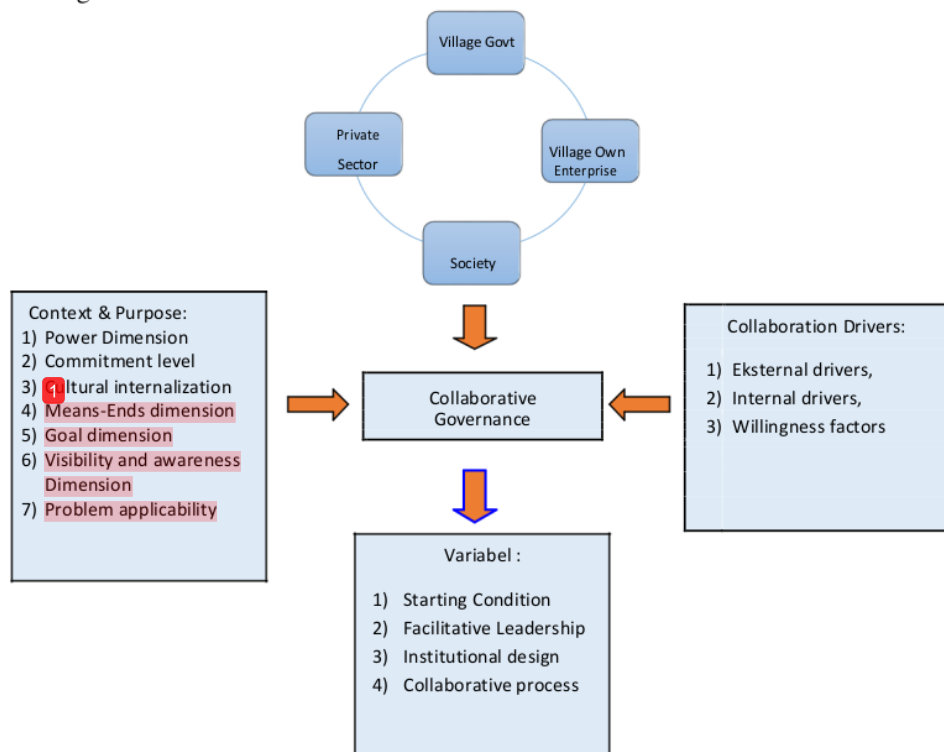 Village Govt
Private
Sector
Village Own
Enterprise
Society
Context & Purpose:
1) Power Dimension
2) Commitment level
3) Cultural internalization
1
4) Means-Ends dimension
5) Goal dimension
6) Visibility and awareness
Dimension
7) Problem applicability
Collaborative
Governance
Collaboration Drivers:
1) Eksternal drivers,
2) Internal drivers,
3) Willingness factors
Variabel :
1) Starting Condition
2) Facilitative Leadership
3) Institutional design
4) Collaborative process